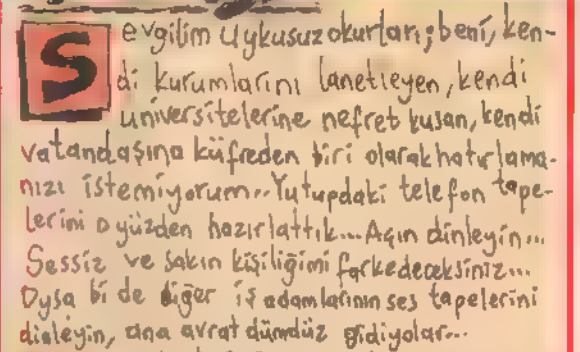 Sevgilim Uykusuz okurları; beni, ken-
di kurumlarını lanetleyen, kendi
üniversitelerine nefret kusan, kendi
vatandaşına küfreden biri olarak hatırlama-
nızı istemiyorum.. Yutupdaki telefon tape-
lerini o yüzden hazırlattık... Açın dinleyin...
Sessiz ve sakin kişiliğimi farkedeceksiniz...
Oysa bi de diğer iş adamlarının ses tapelerini
dinleyin, ana avrat dümdüz gidiyolar...